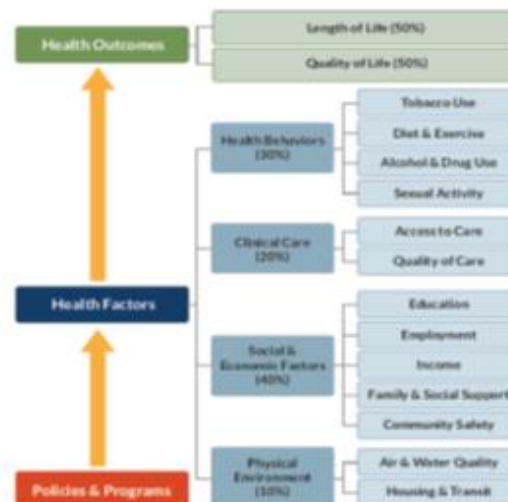 Health Outcomes
Length of Life (50%)
Quality of Life (50%)
Health Behaviors
(30%)
Tobacco Use
Diet & Exercise
Alcohol & Drug Use
Sexual Activity
Clinical Care
(20%)
Access to Care
Quality of Care
Health Factors
Social &
Economic Factors
(40%)
Education
Employment
Income
Family & Social Support
Community Safety
Physical
Environment
(10%)
Air & Water Quality
Housing & Transit
Policies & Programs